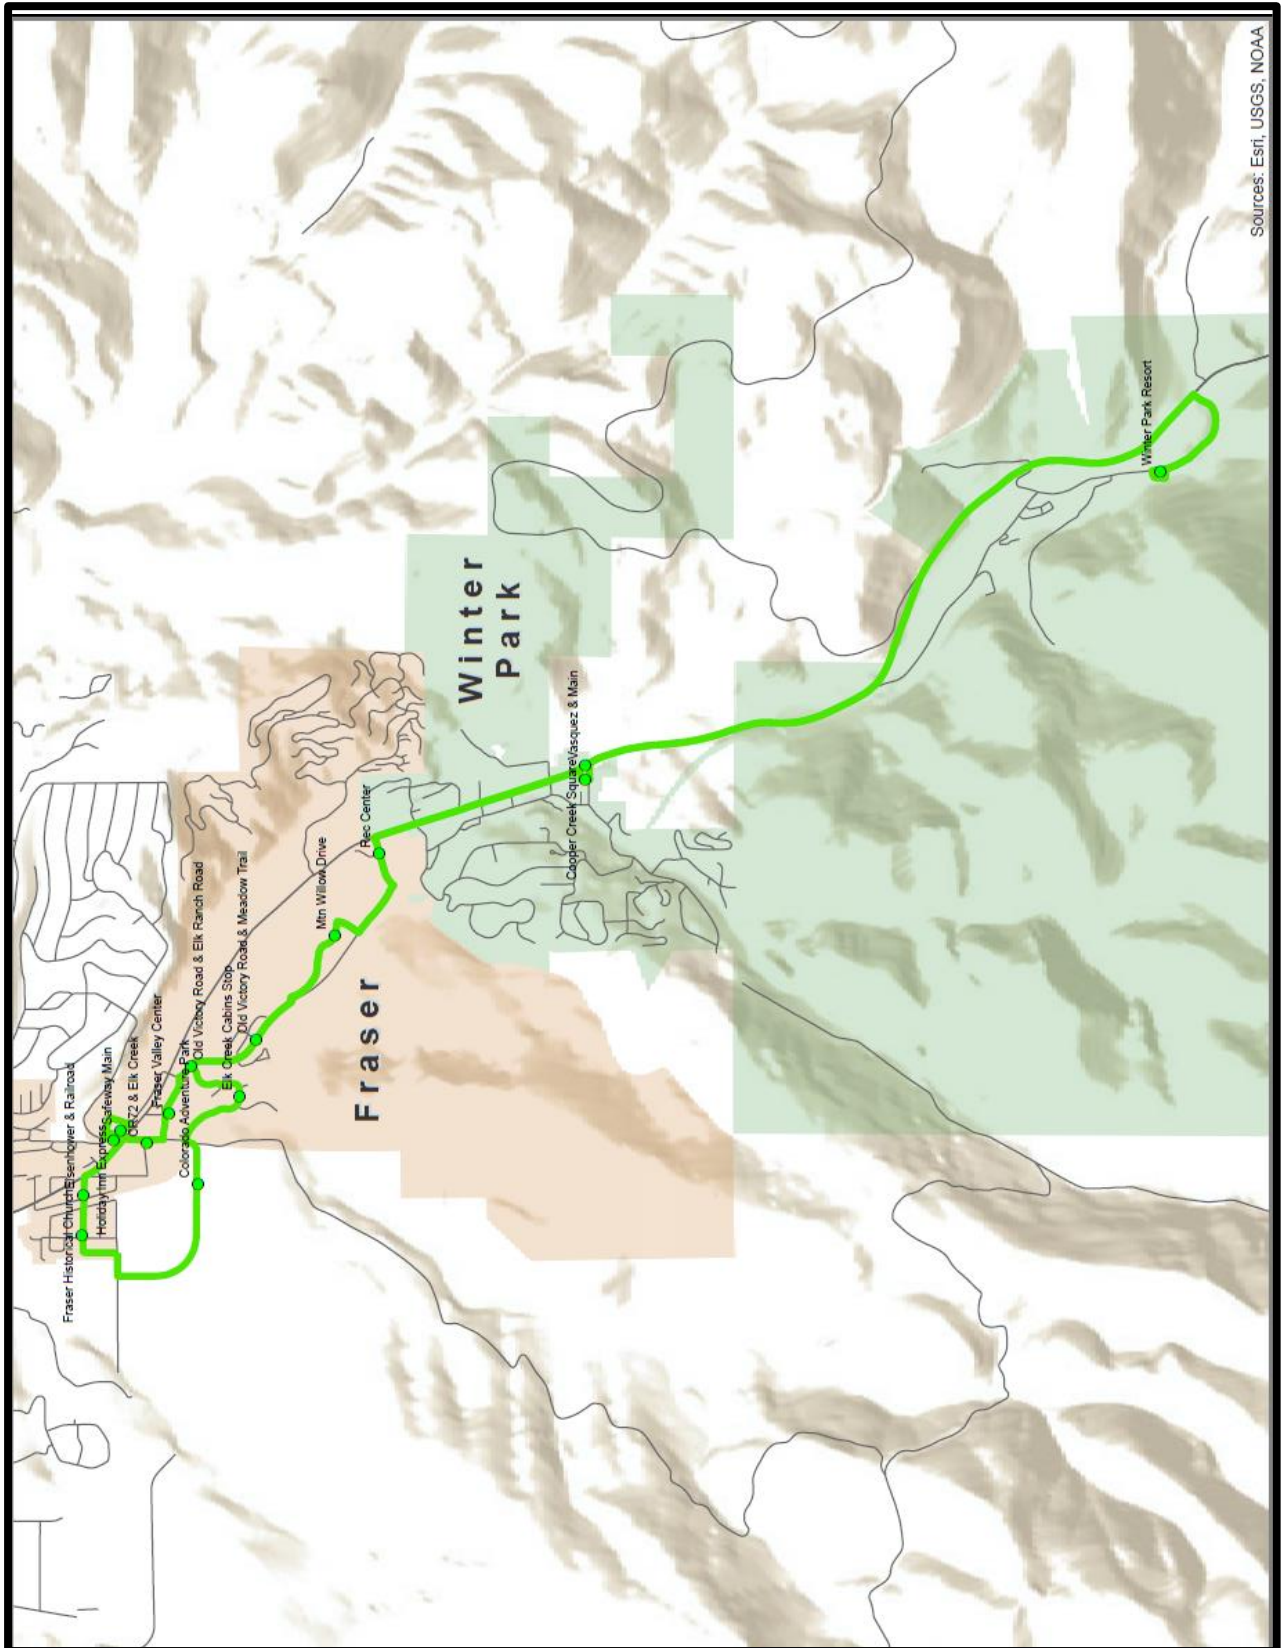 Fraser Historical Church
Eisenhower & Railroad
Holiday Inn Express
Safeway Main
CR72 & Elk Creek
Fraser Valley Center
Colorado Adventure Park
Old Victory Road & Elk Ranch Road
Elk Creek Cabins Stop
Old Victory Road & Meadow Trail
Mtn Willow Drive
Rec Center
Fraser
Winter
Park
Cooper Creek Square
Vasquez & Main
Winter Park Resort
Sources: Esri, USGS, NOAA